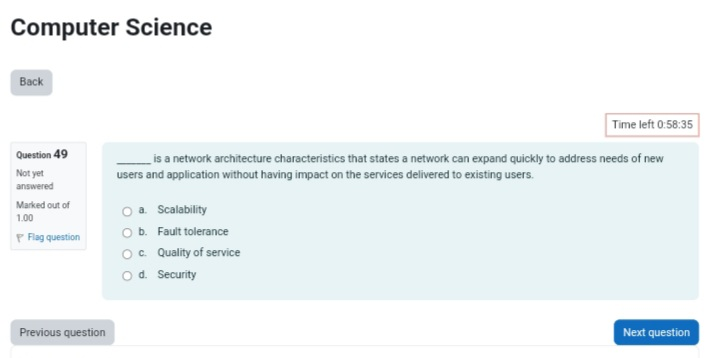 Computer Science
Back
Time left 0:58:35
Question 49
Not yet
answered
Marked out of
1.00
Flag question
_______ is a network architecture characteristics that states a network can expand quickly to address needs of new
users and application without having impact on the services delivered to existing users.
a. Scalability
b. Fault tolerance
c. Quality of service
d. Security
Previous question
Next question